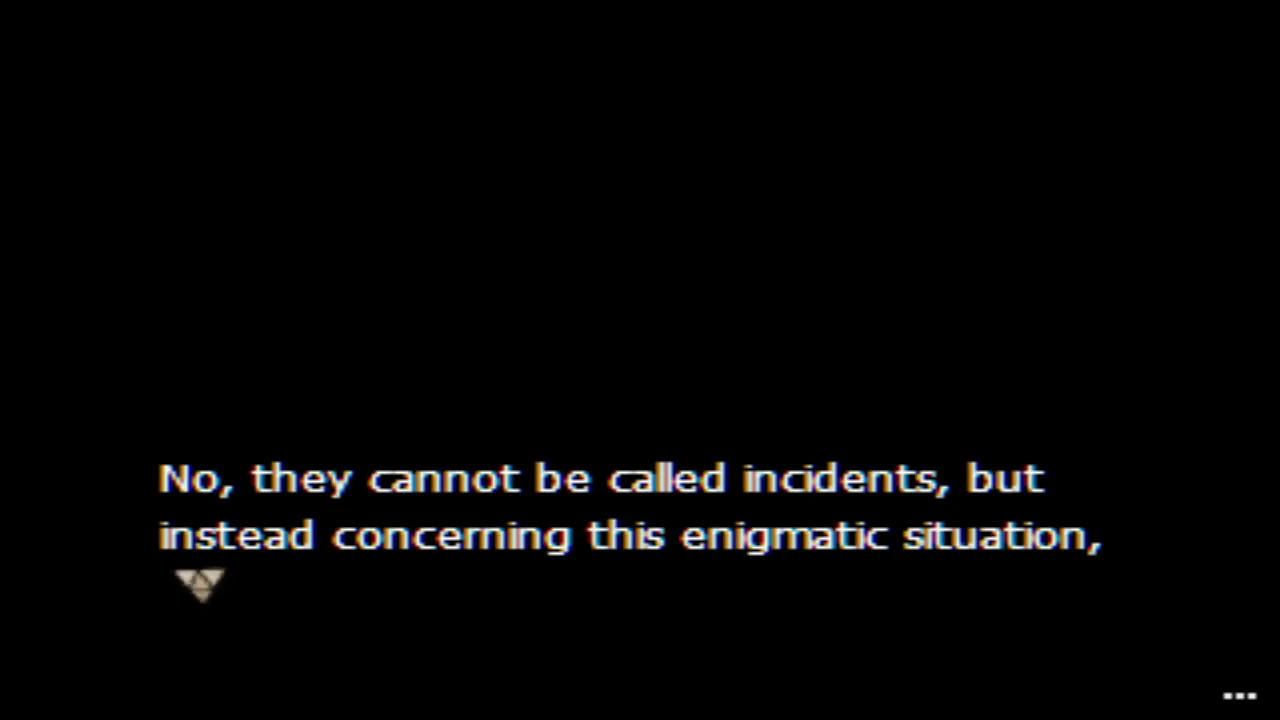 No, they cannot be called incidents, but
instead concerning this enigmatic situation,
...